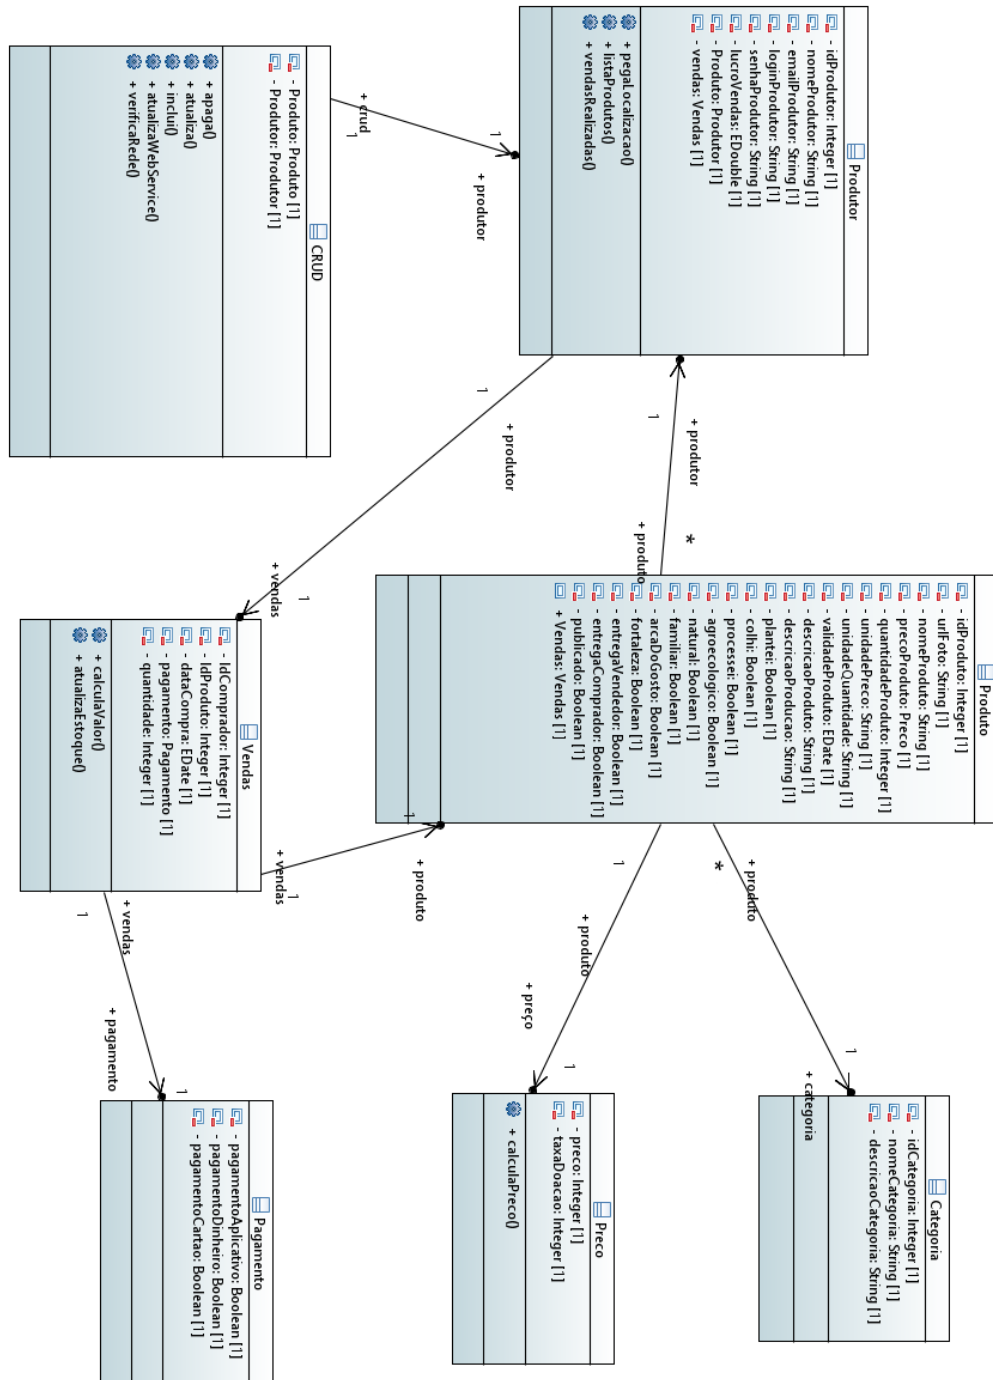 Produtor
- idProdutor: Integer [1]
- nomeProdutor: String [1]
- emailProdutor: String [1]
- loginProdutor: String [1]
- senhaProdutor: String [1]
- lucroVendas: EDouble [1]
- Produto: Produtor [1]
- vendas: Vendas [1]
+ pegaLocalizacao()
+ listaProdutos()
+ vendasRealizadas()
CRUD
- Produto: Produto [1]
- Produtor: Produtor [1]
+ apaga()
+ atualiza()
+ inclui()
+ atualizaWebService()
+ verificaRede()
+ crud
1
1
+ produtor
1
+ produtor
1
+ vendas
1
+ produtor
*
+ produto
Produto
- idProduto: Integer [1]
- urlFoto: String [1]
- nomeProduto: String [1]
- precoProduto: Preco [1]
- quantidadeProduto: Integer [1]
- unidadePreco: String [1]
- unidadeQuantidade: String [1]
- validadeProduto: EDate [1]
- descricaoProduto: String [1]
- descricaoProducao: String [1]
- plantei: Boolean [1]
- colhi: Boolean [1]
- processei: Boolean [1]
- agroecologico: Boolean [1]
- natural: Boolean [1]
- familiar: Boolean [1]
- arcaDoGosto: Boolean [1]
- fortaleza: Boolean [1]
- entregaVendedor: Boolean [1]
- entregaComprador: Boolean [1]
- publicado: Boolean [1]
+ Vendas: Vendas [1]
Vendas
- IdComprador: Integer [1]
- IdProduto: Integer [1]
- dataCompra: EDate [1]
- pagamento: Pagamento [1]
- quantidade: Integer [1]
+ calculaValor()
+ atualizaEstoque()
+ vendas
1
1
+ produto
1
+ vendas
1
+ pagamento
1
+ produto
1
+ preço
*
+ produto
1
+ categoria
Categoria
- idCategoria: Integer [1]
- nomeCategoria: String [1]
- descricaoCategoria: String [1]
Preco
- preco: Integer [1]
- taxaDoacao: Integer [1]
+ calculaPreco()
Pagamento
- pagamentoAplicativo: Boolean [1]
- pagamentoDinheiro: Boolean [1]
- pagamentoCartao: Boolean [1]